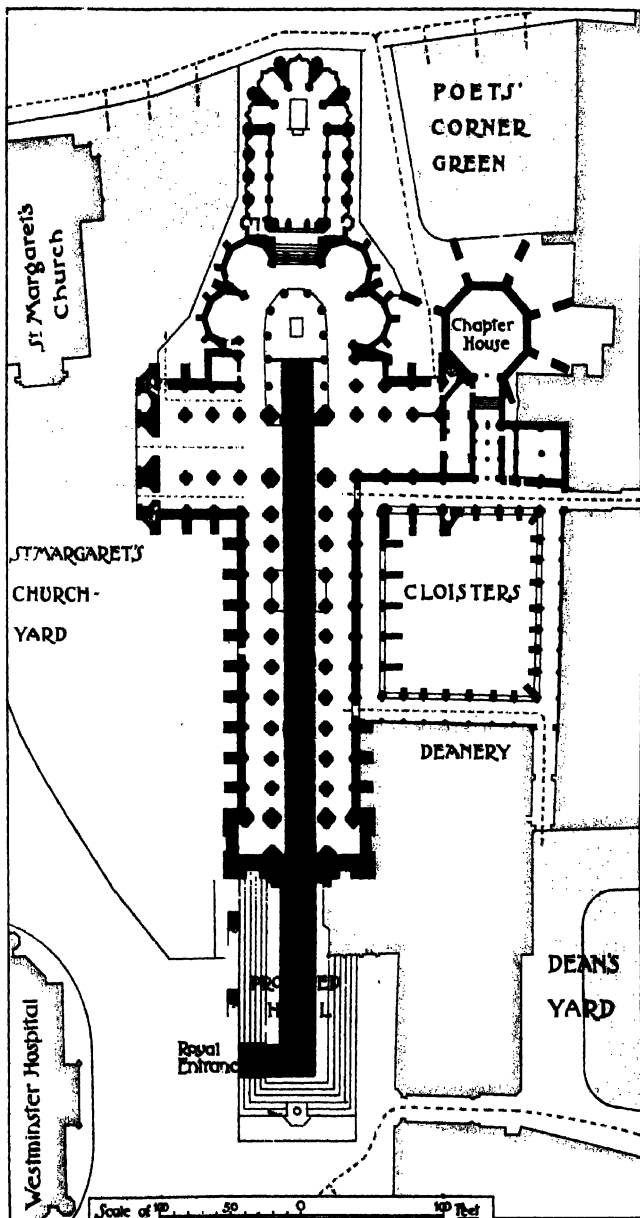 POETS'
CORNER
GREEN
St Margaret's
Church
Chapter
House
ST MARGARET'S
CHURCH-
YARD
CLOISTERS
DEANERY
DEAN'S
YARD
Royal
Entrance
Westminster Hospital
Scale of 100 50 0 100 Feet